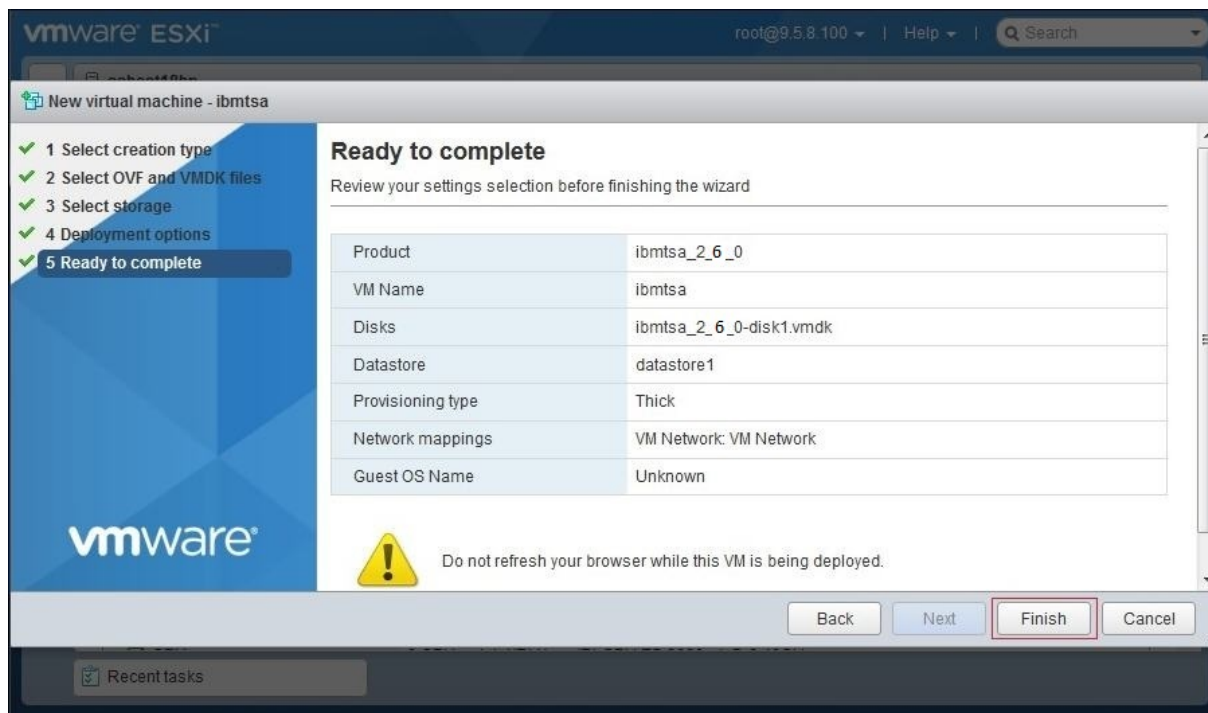 vmware ESXi™
root@9.5.8.100 | Help | Search
New virtual machine - ibmtsa
1 Select creation type
2 Select OVF and VMDK files
3 Select storage
4 Deployment options
5 Ready to complete
vmware®
Ready to complete
Review your settings selection before finishing the wizard
Product ibmtsa_2_6_0
VM Name ibmtsa
Disks ibmtsa_2_6_0-disk1.vmdk
Datastore datastore1
Provisioning type Thick
Network mappings VM Network: VM Network
Guest OS Name Unknown
Do not refresh your browser while this VM is being deployed.
Back Next Finish Cancel
Recent tasks